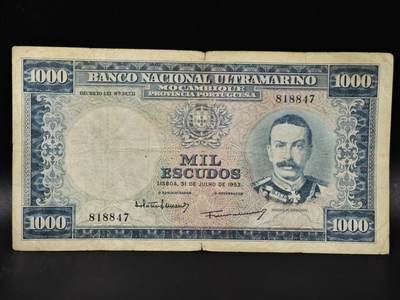 1000 BANCO NACIONAL ULTRAMARINO 1000
MOÇAMBIQUE
PROVÍNCIA PORTUGUESA
818847
MIL
ESCUDOS
LISBOA, 31 DE JULHO DE 1953
818847
1000 1000